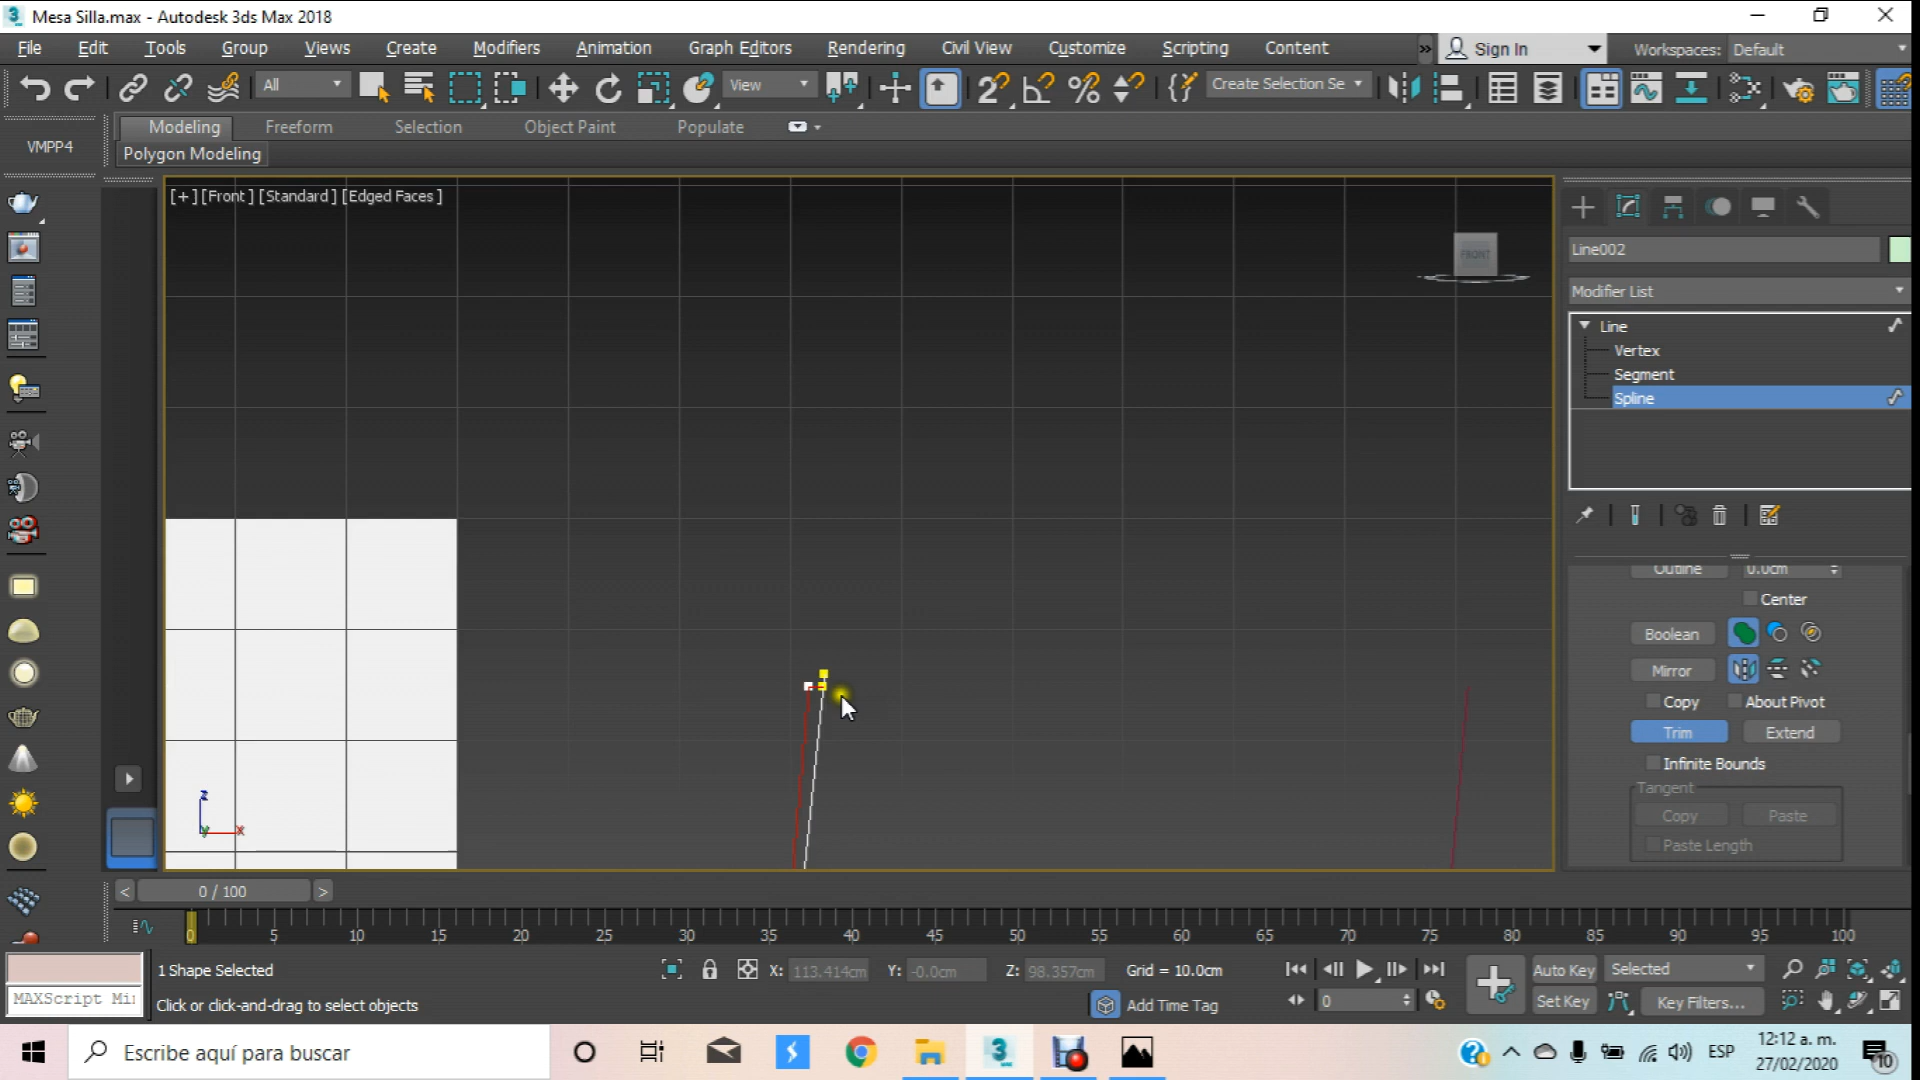 Mesa Silla.max - Autodesk 3ds Max 2018
File Edit Tools Group Views Create Modifiers Animation Graph Editors Rendering Civil View Customize Scripting Content » Sign In Workspaces: Default
All View Create Selection Se
Modeling Freeform Selection Object Paint Populate
VMPP4
Polygon Modeling
[+] [Front] [Standard] [Edged Faces]
FRONT
Line002
Modifier List
Line
Vertex
Segment
Spline
Outline 0.0cm
Center
Boolean
Mirror
Copy About Pivot
Trim Extend
Infinite Bounds
Tangent
Copy Paste
Paste Length
z
y x
< 0 / 100 >
0 5 10 15 20 25 30 35 40 45 50 55 60 65 70 75 80 85 90 95 100
1 Shape Selected X: 113.414cm Y: -0.0cm Z: 98.357cm Grid = 10.0cm Auto Key Selected
MAXScript Mi
Click or click-and-drag to select objects Add Time Tag 0 Set Key Key Filters...
Escribe aquí para buscar ESP 12:12 a. m.
27/02/2020 10